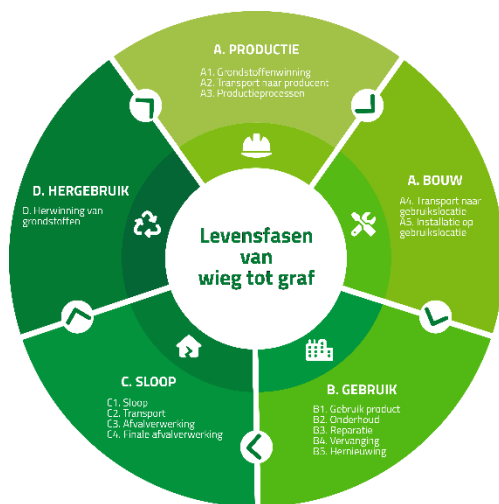 A. PRODUCTIE
A1. Grondstoffenwinning
A2. Transport naar producent
A3. Productieprocessen
A. BOUW
A4. Transport naar
gebruikslocatie
A5. Installatie op
gebruikslocatie
B. GEBRUIK
B1. Gebruik product
B2. Onderhoud
B3. Reparatie
B4. Vervanging
B5. Hernieuwing
C. SLOOP
C1. Sloop
C2. Transport
C3. Afvalverwerking
C4. Finale afvalverwerking
D. HERGEBRUIK
D. Herwinning van
grondstoffen
Levensfasen
van
wieg tot graf